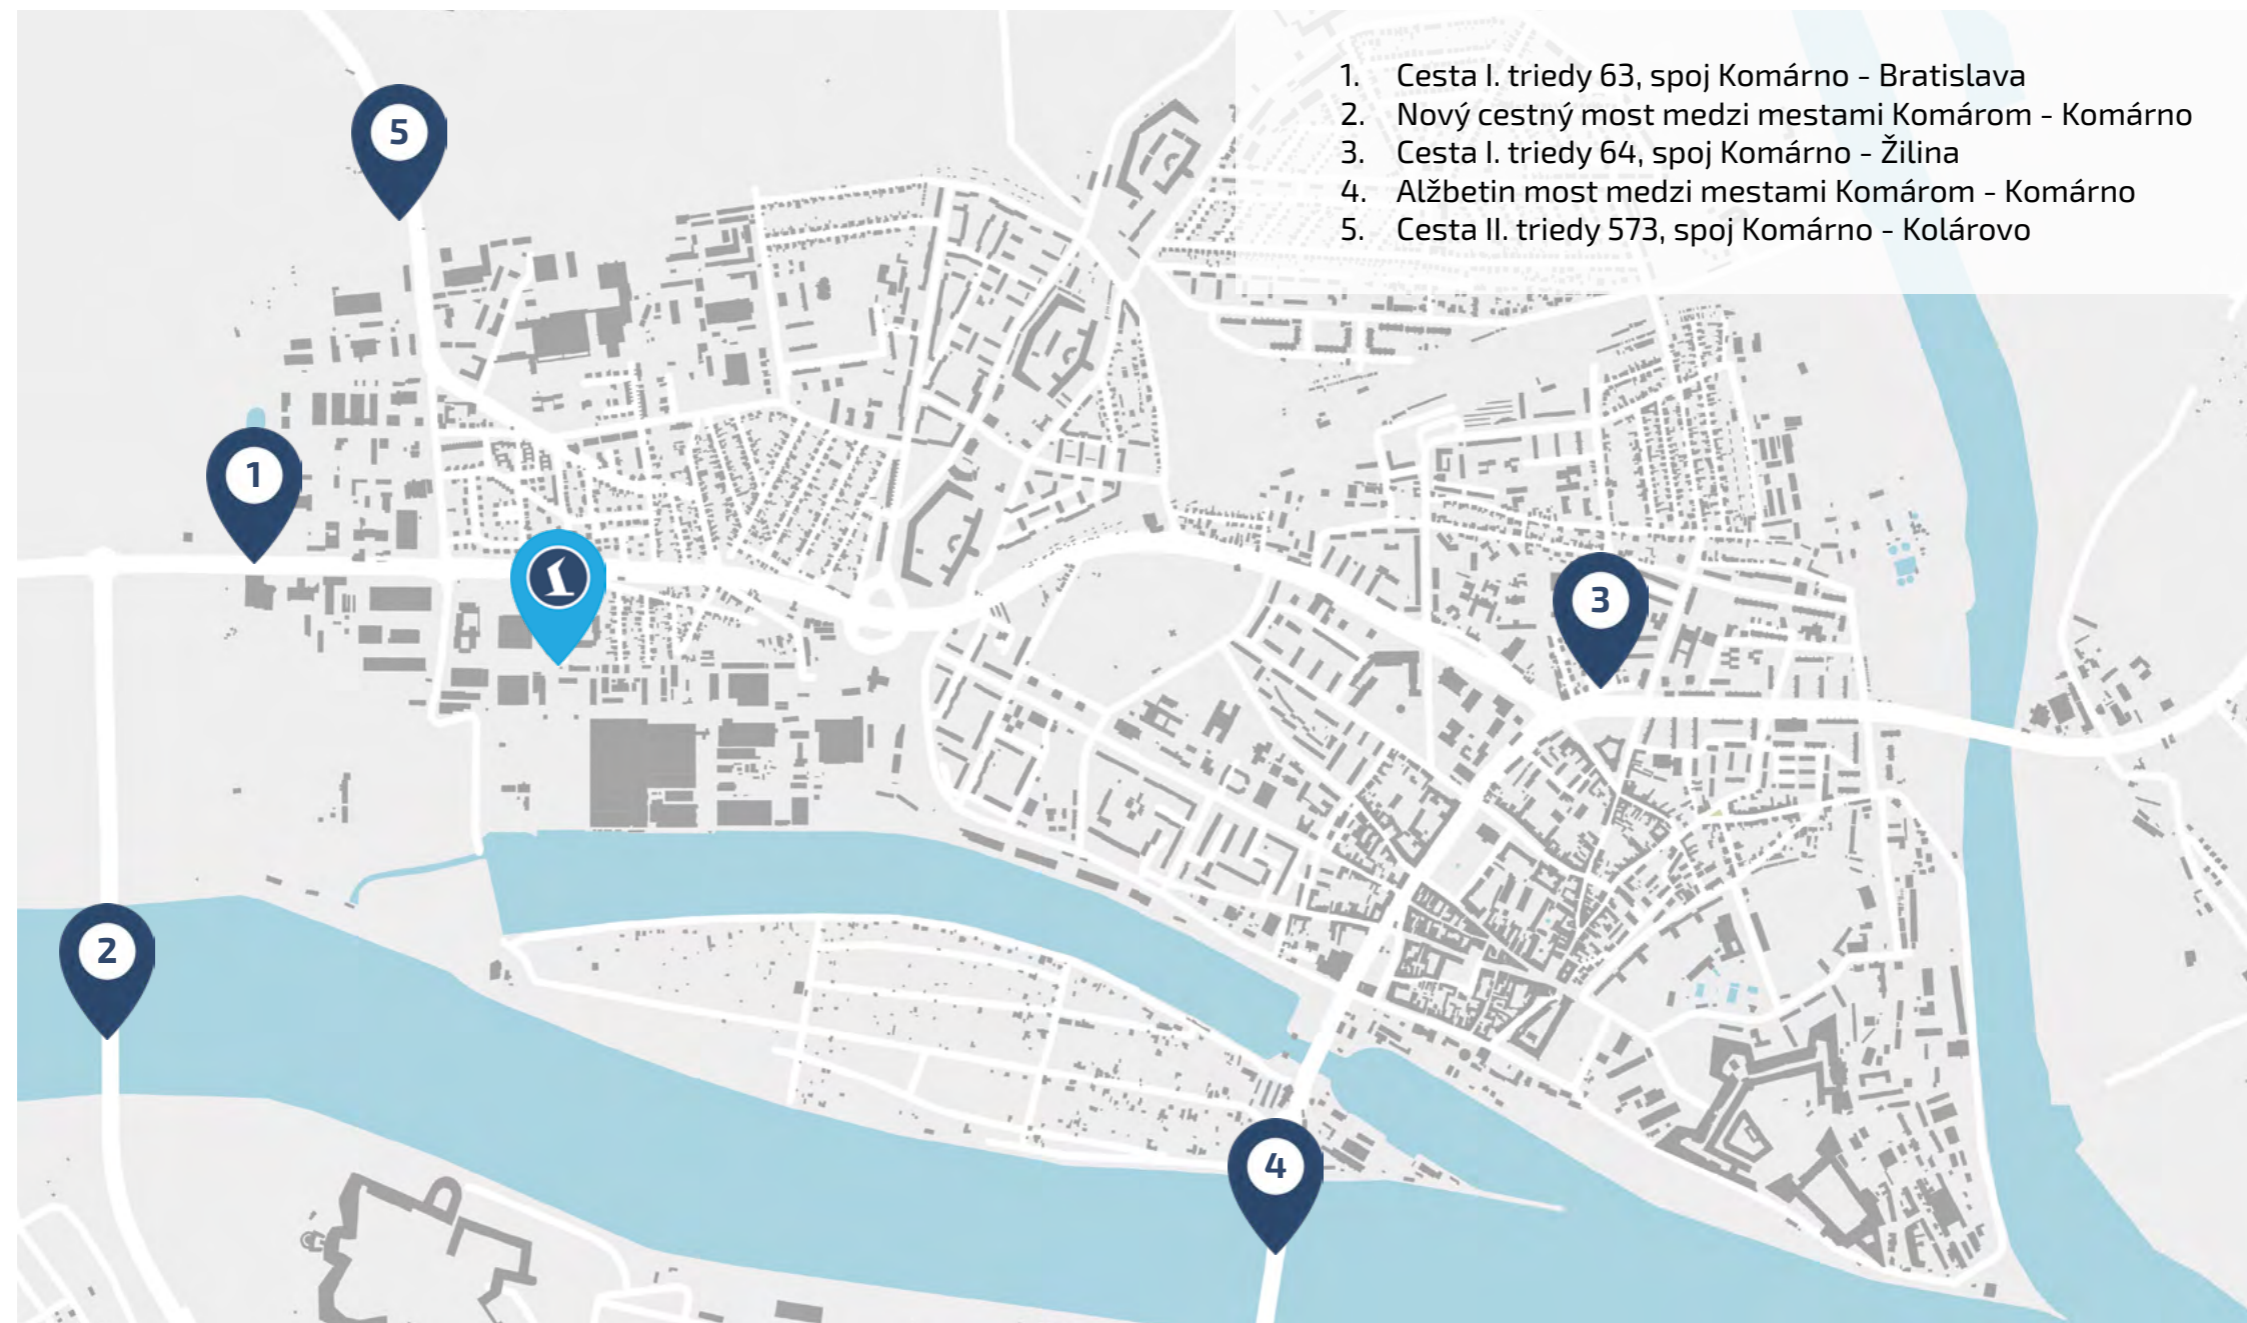 1. Cesta I. triedy 63, spoj Komárno - Bratislava
2. Nový cestný most medzi mestami Komárom - Komárno
3. Cesta I. triedy 64, spoj Komárno - Žilina
4. Alžbetin most medzi mestami Komárom - Komárno
5. Cesta II. triedy 573, spoj Komárno - Kolárovo
5
1
3
2
4